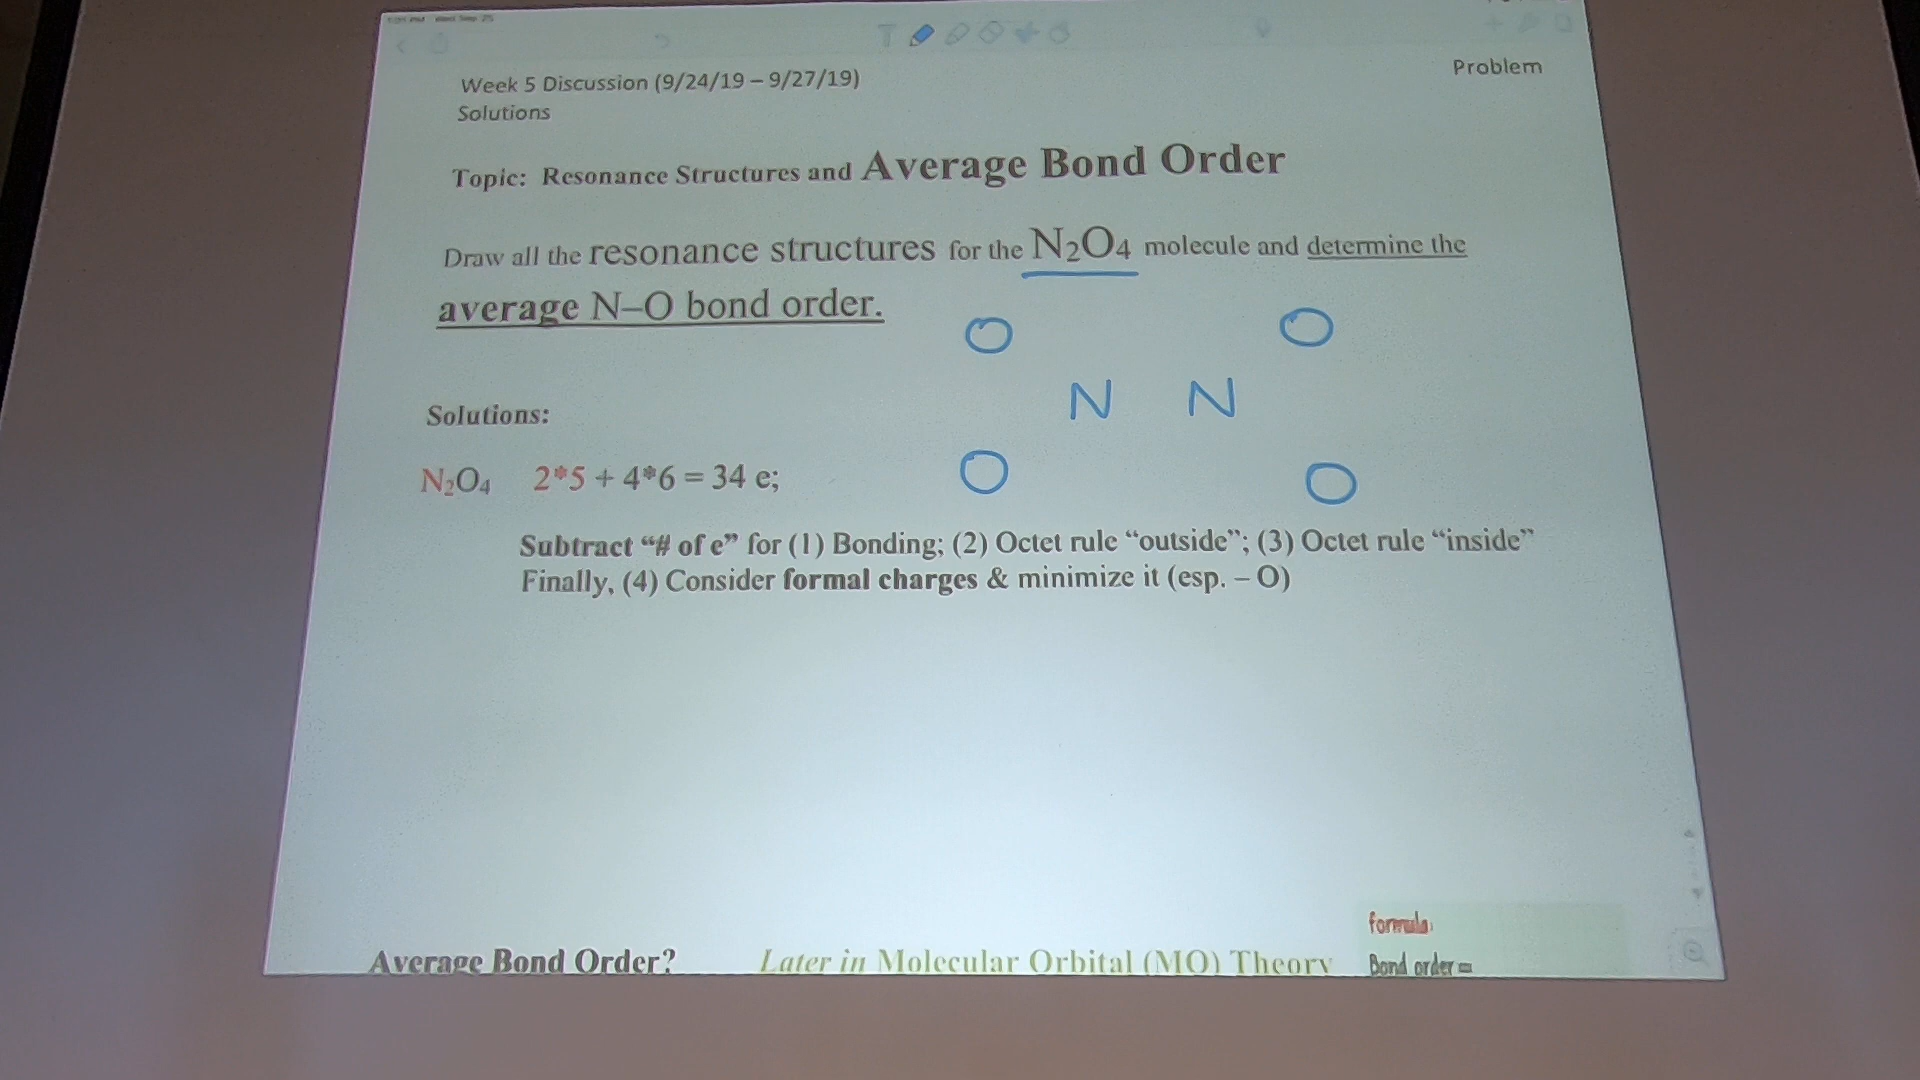 Week 5 Discussion (9/24/19 – 9/27/19)
Problem
Solutions
Topic: Resonance Structures and Average Bond Order
Draw all the resonance structures for the N₂O₄ molecule and determine the
average N–O bond order.
O O
N N
Solutions:
N₂O₄ 2*5 + 4*6 = 34 e;
O O
Subtract “# of e” for (1) Bonding; (2) Octet rule “outside”; (3) Octet rule “inside”
Finally, (4) Consider formal charges & minimize it (esp. – O)
formula:
Average Bond Order? Later in Molecular Orbital (MO) Theory
Bond order =